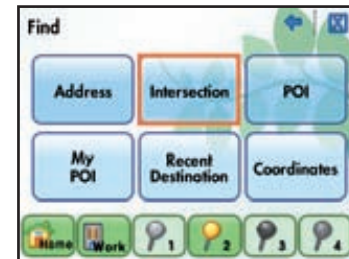 Find
Address
Intersection
POI
My
POI
Recent
Destination
Coordinates
Home
Work
1
2
3
4